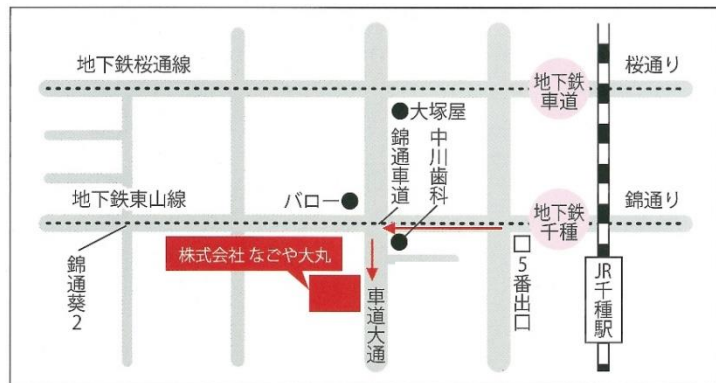 地下鉄桜通線
地下鉄
車道
桜通り
●大塚屋
錦通車道
中川歯科
地下鉄東山線
バロー●
地下鉄
千種
錦通り
錦通葵2
株式会社 なごや大丸
車道大通
5番出口
JR千種駅